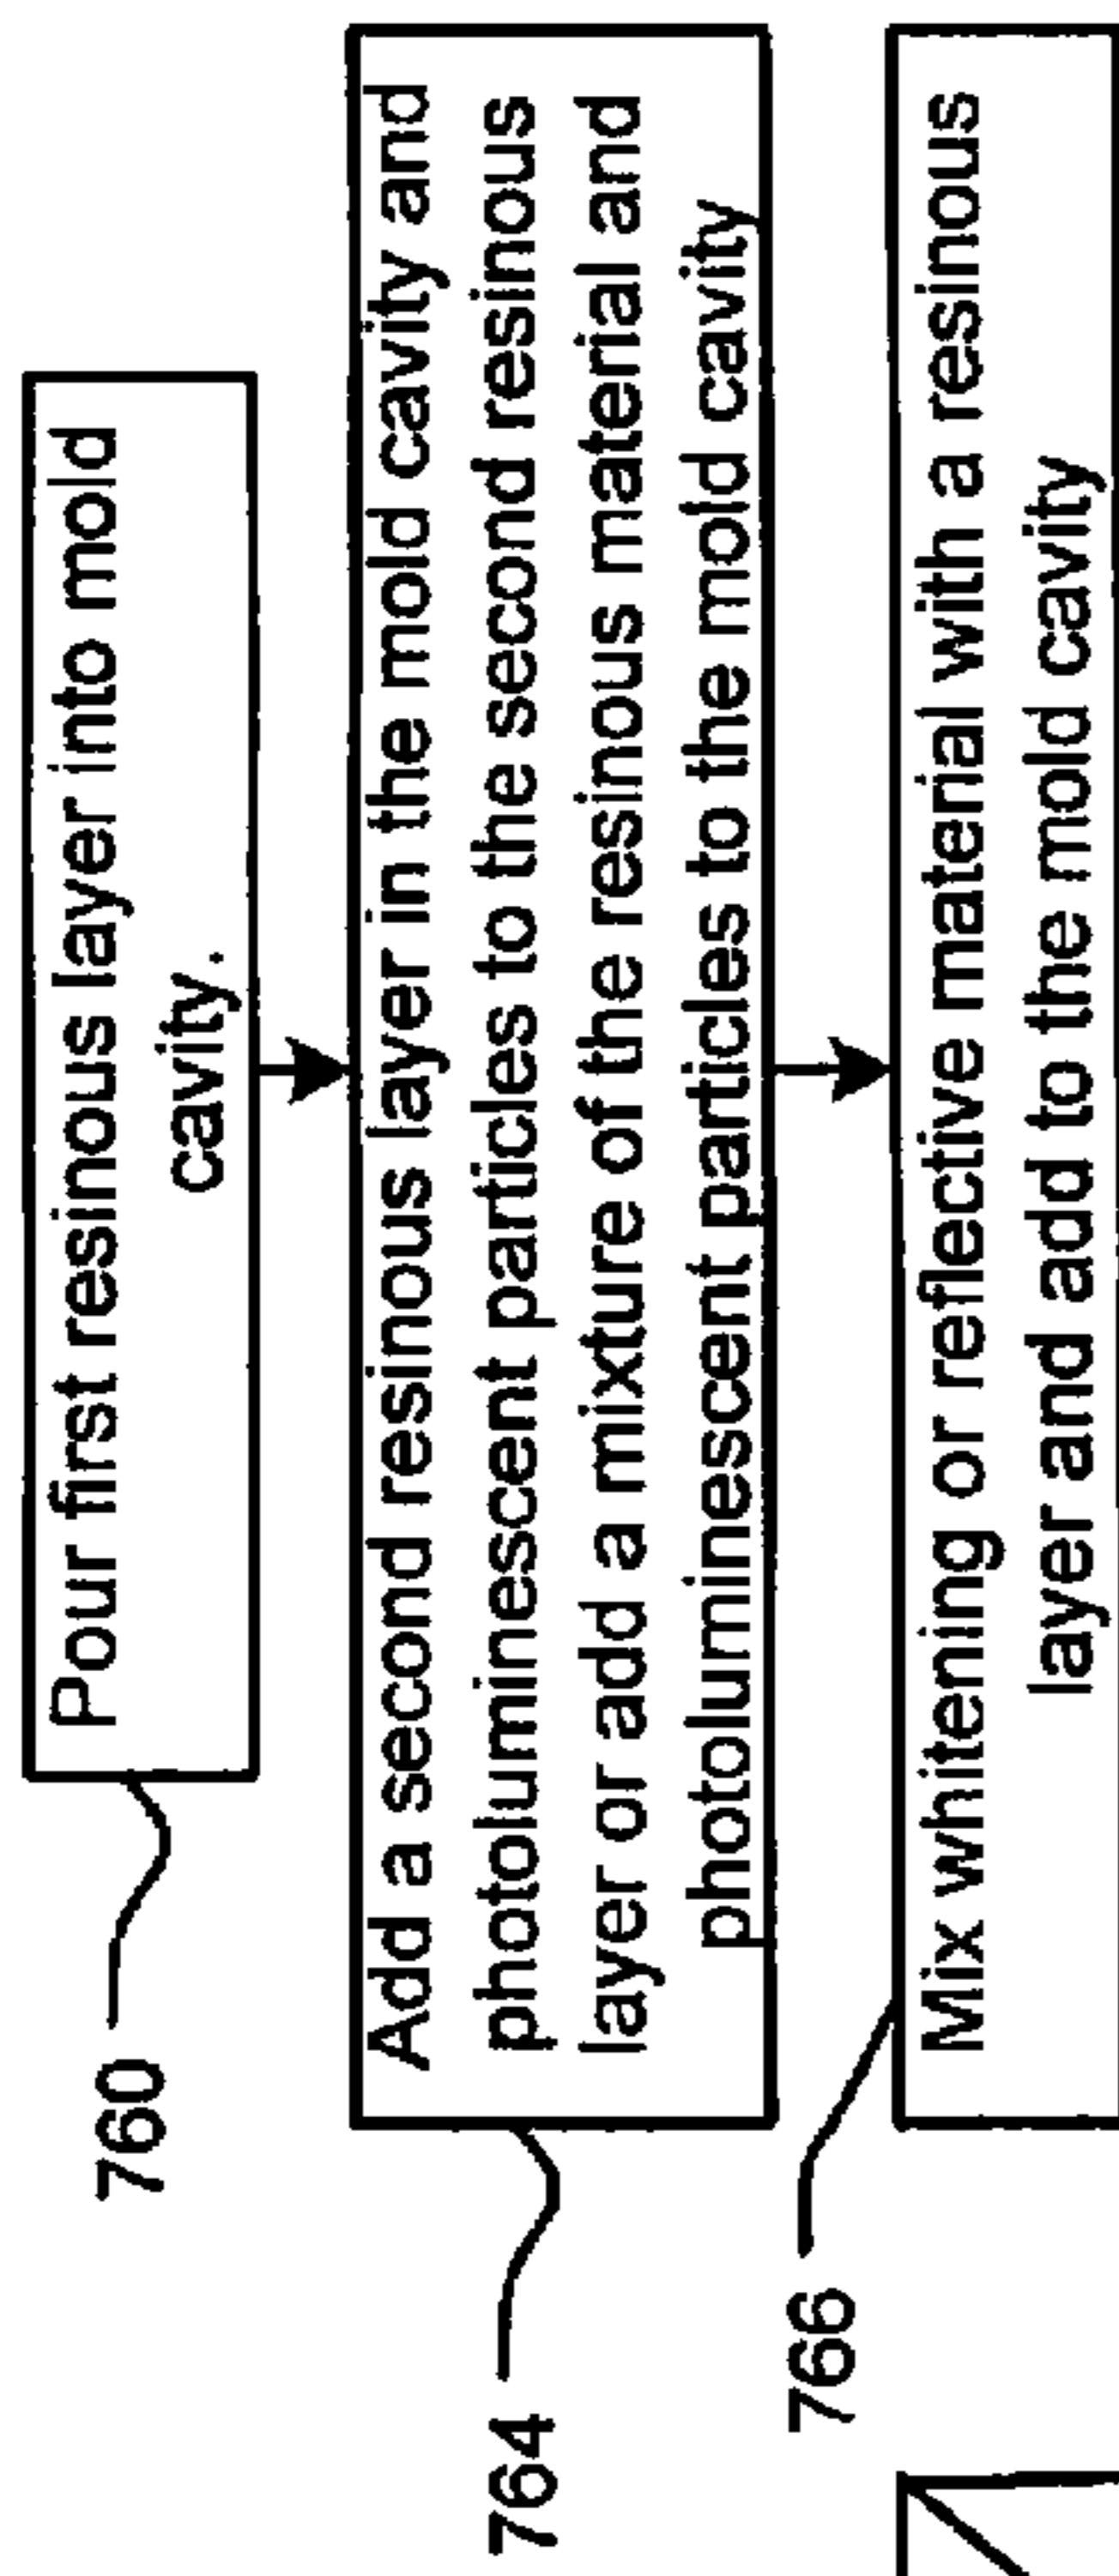 Pour first resinous layer into mold
cavity.
760
Add a second resinous layer in the mold cavity and
photoluminescent particles to the second resinous
layer or add a mixture of the resinous material and
photoluminescent particles to the mold cavity
764
Mix whitening or reflective material with a resinous
layer and add to the mold cavity
766